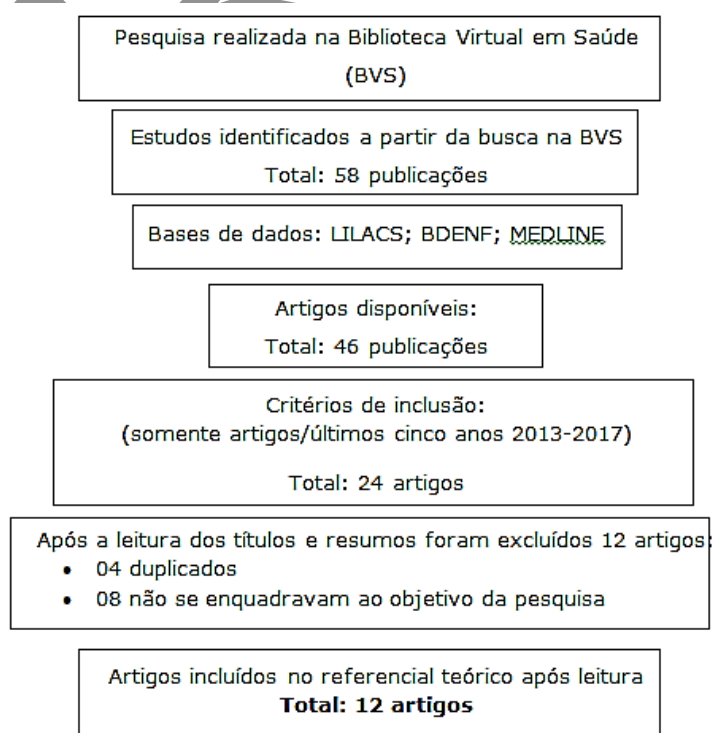 Pesquisa realizada na Biblioteca Virtual em Saúde
(BVS)
Estudos identificados a partir da busca na BVS
Total: 58 publicações
Bases de dados: LILACS; BDENF; MEDLINE
Artigos disponíveis:
Total: 46 publicações
Critérios de inclusão:
(somente artigos/últimos cinco anos 2013-2017)
Total: 24 artigos
Após a leitura dos títulos e resumos foram excluídos 12 artigos:
• 04 duplicados
• 08 não se enquadravam ao objetivo da pesquisa
Artigos incluídos no referencial teórico após leitura
Total: 12 artigos